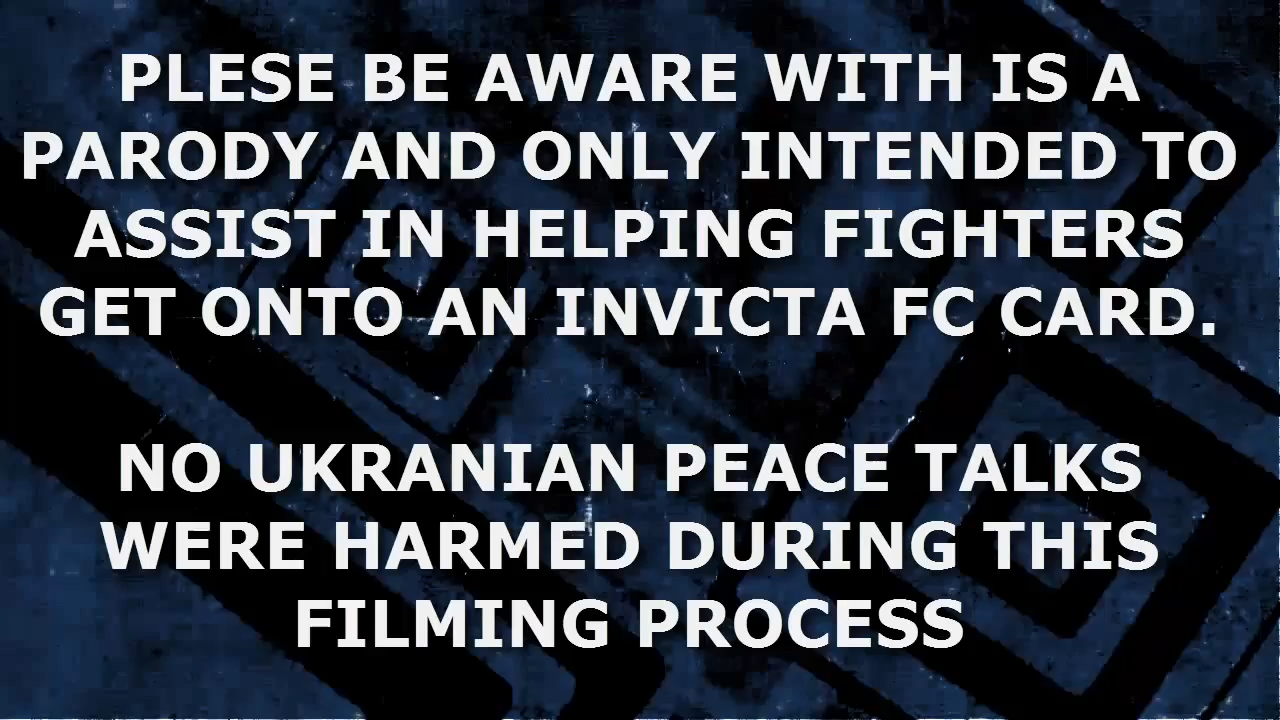 PLESE BE AWARE WITH IS A
PARODY AND ONLY INTENDED TO
ASSIST IN HELPING FIGHTERS
GET ONTO AN INVICTA FC CARD.
NO UKRANIAN PEACE TALKS
WERE HARMED DURING THIS
FILMING PROCESS